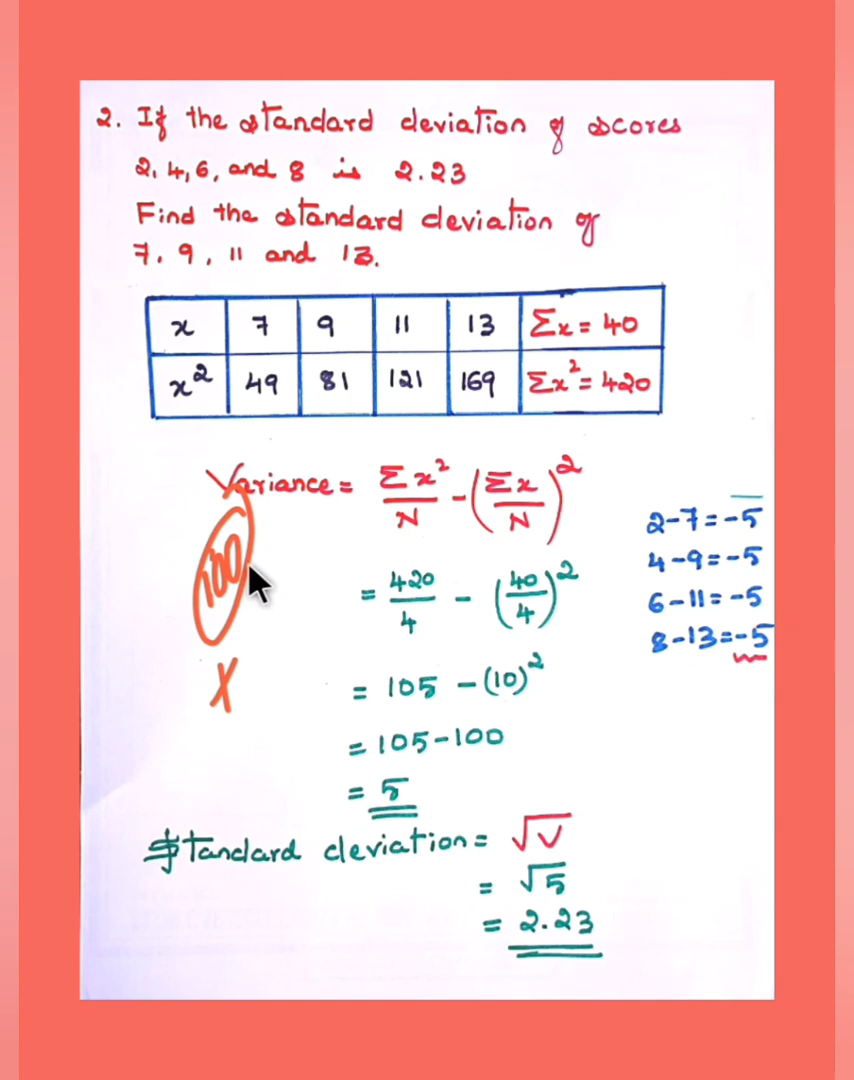 2. If the standard deviation of scores
2, 4, 6, and 8 is 2.23
Find the standard deviation of
7, 9, 11 and 13.
x 7 9 11 13 Σx = 40
x² 49 81 121 169 Σx² = 420
Variance = Σx²/N - (Σx/N)²
100
= 420/4 - (40/4)²
X
= 105 - (10)²
= 105 - 100
= 5
2 - 7 = -5
4 - 9 = -5
6 - 11 = -5
8 - 13 = -5
Standard deviation = √V
= √5
= 2.23